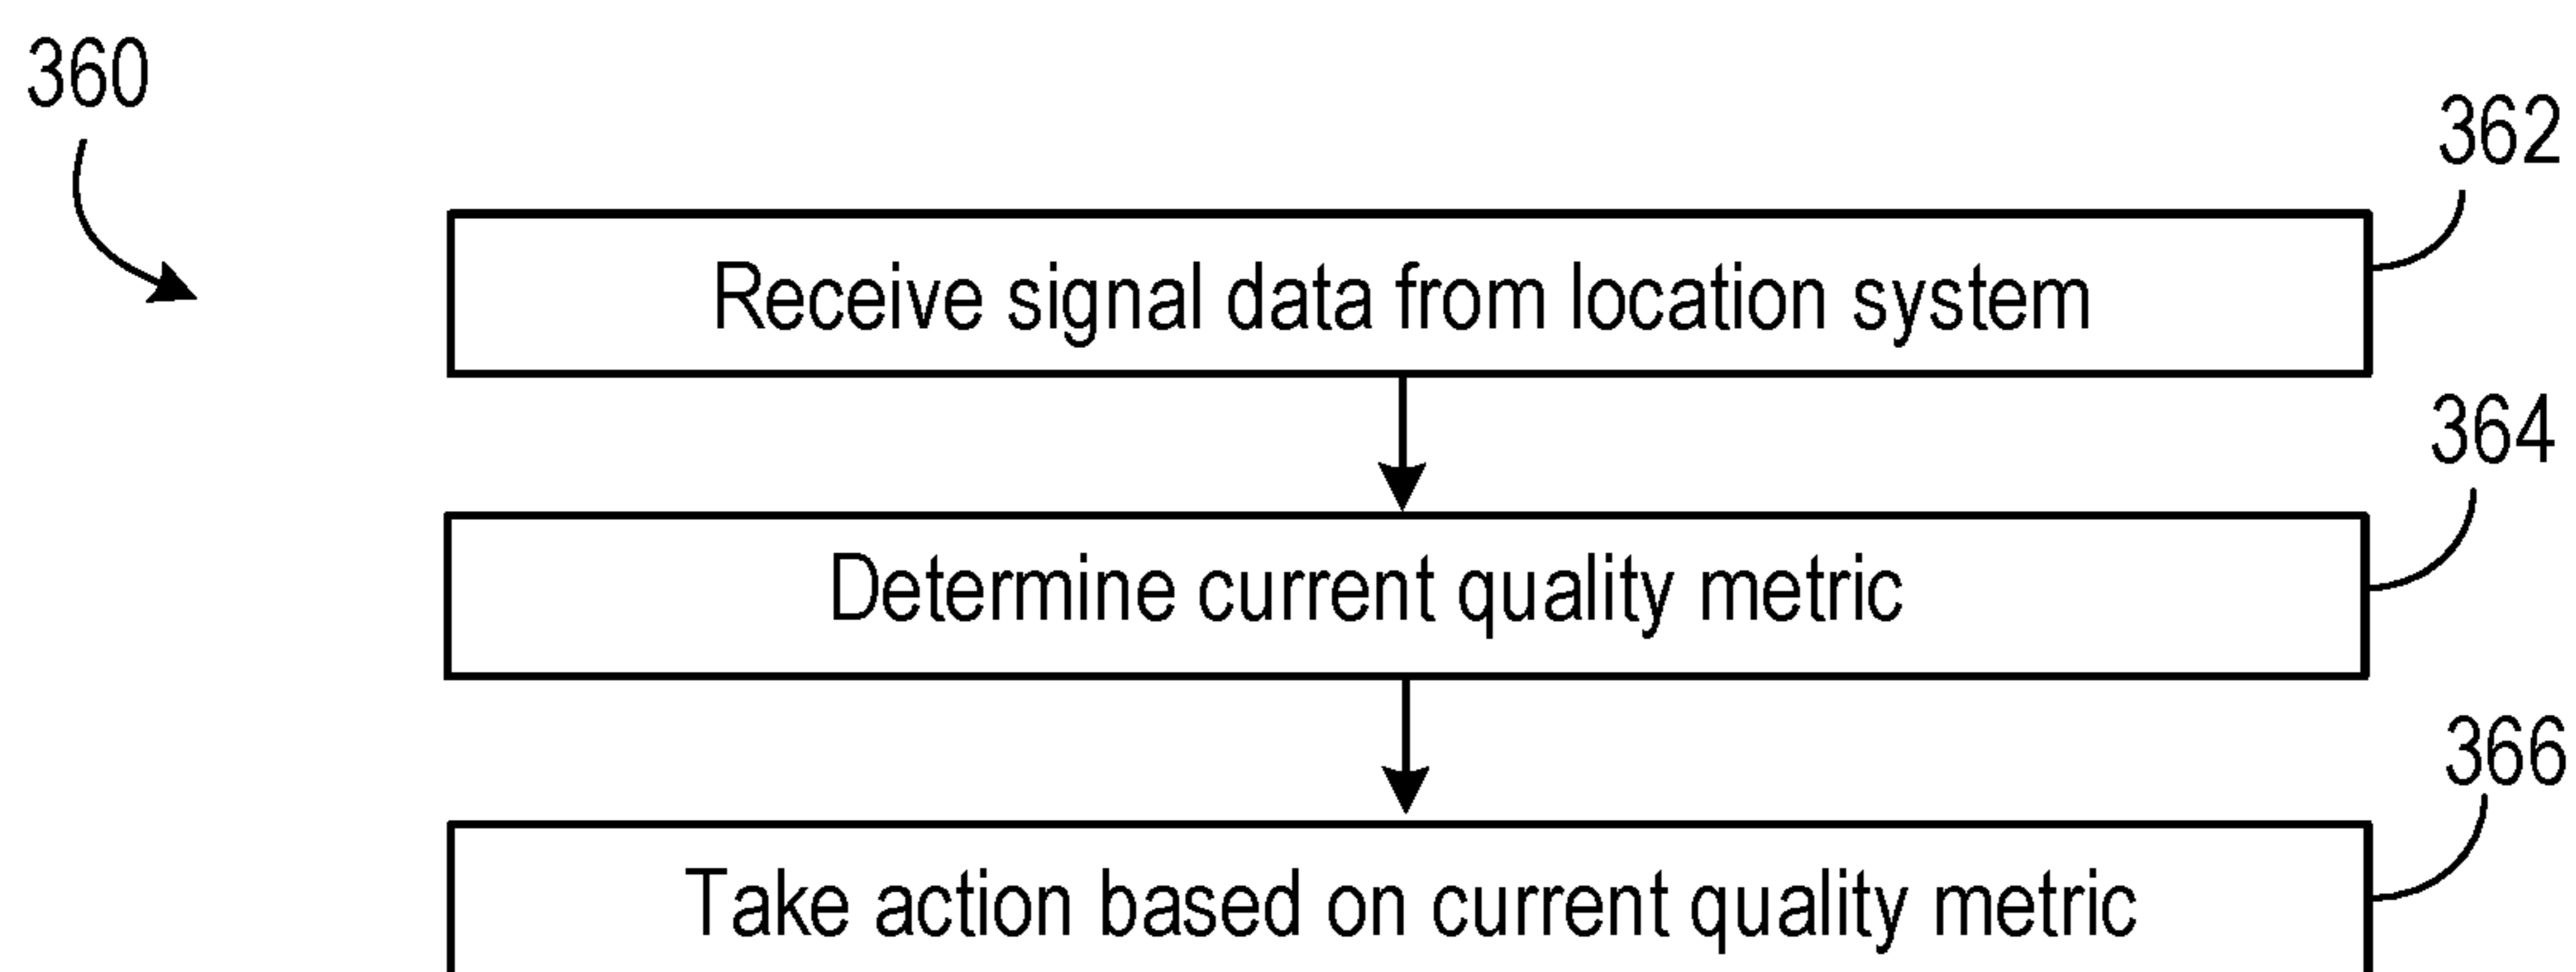 360
362
Receive signal data from location system
364
Determine current quality metric
366
Take action based on current quality metric